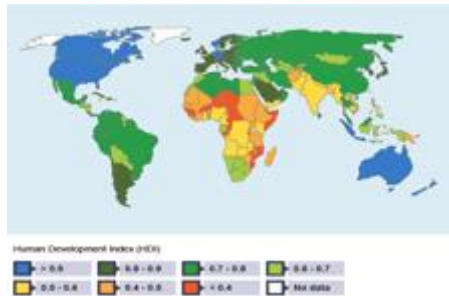 Human Development Index (HDI)
> 0.9 0.8 - 0.9 0.7 - 0.8 0.6 - 0.7
0.5 - 0.6 0.4 - 0.5 < 0.4 No data